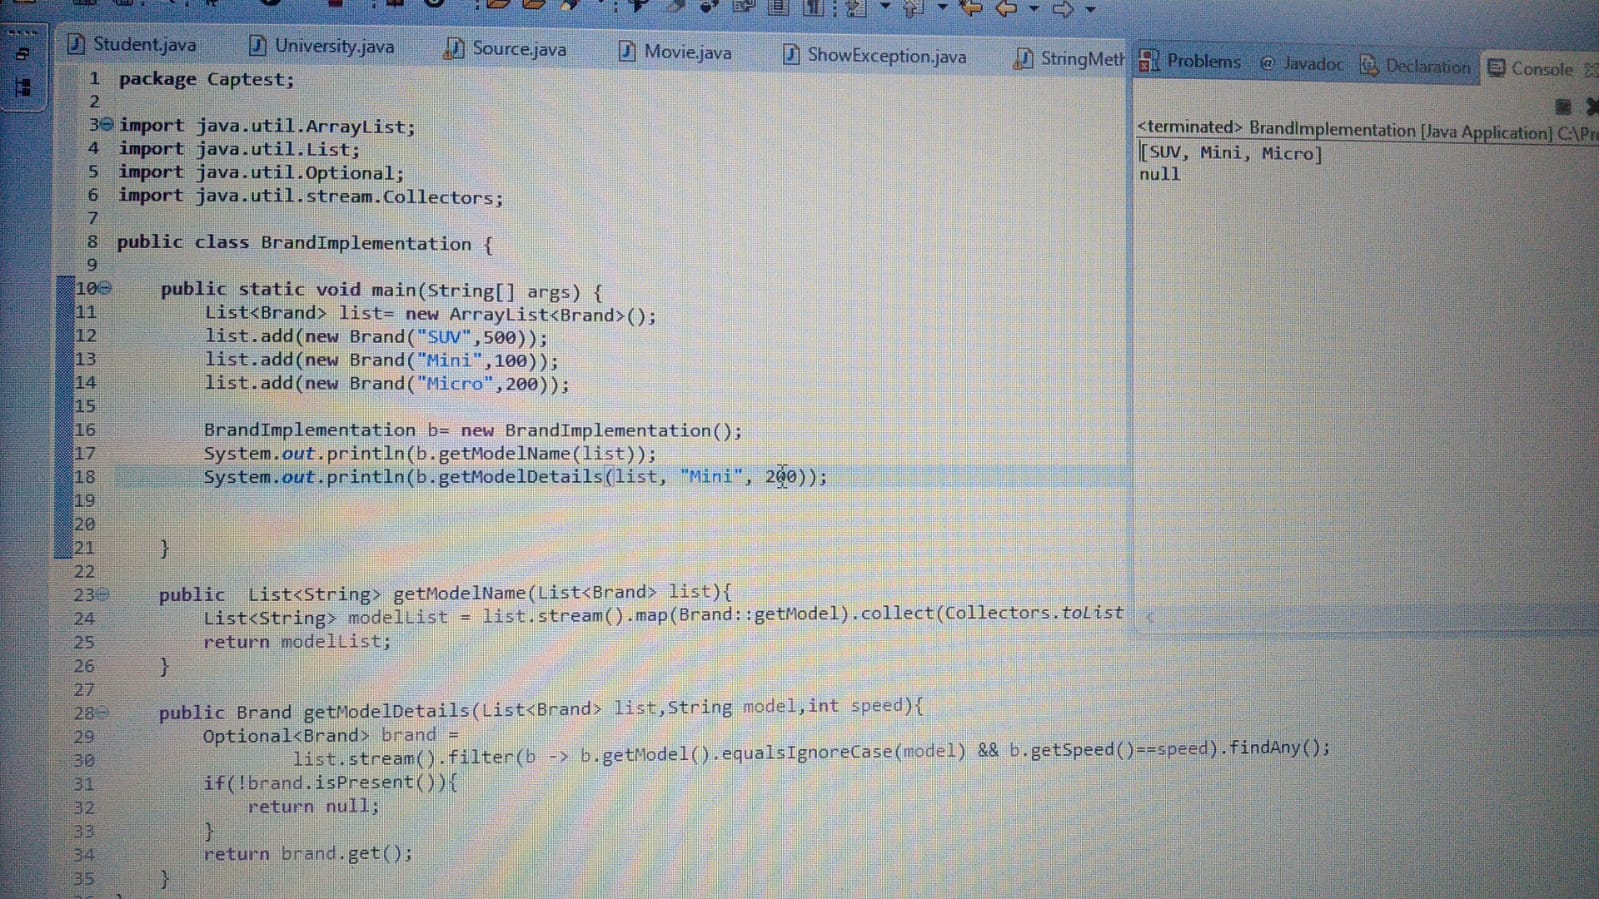 Student.java University.java Source.java Movie.java ShowException.java StringMeth
Problems @ Javadoc Declaration Console
<terminated> BrandImplementation [Java Application] C:\Pro
[SUV, Mini, Micro]
null
1 package Captest;
2
3 import java.util.ArrayList;
4 import java.util.List;
5 import java.util.Optional;
6 import java.util.stream.Collectors;
7
8 public class BrandImplementation {
9
10 public static void main(String[] args) {
11 List<Brand> list= new ArrayList<Brand>();
12 list.add(new Brand("SUV",500));
13 list.add(new Brand("Mini",100));
14 list.add(new Brand("Micro",200));
15
16 BrandImplementation b= new BrandImplementation();
17 System.out.println(b.getModelName(list));
18 System.out.println(b.getModelDetails(list, "Mini", 200));
19
20
21 }
22
23 public List<String> getModelName(List<Brand> list){
24 List<String> modelList = list.stream().map(Brand::getModel).collect(Collectors.toList
25 return modelList;
26 }
27
28 public Brand getModelDetails(List<Brand> list,String model,int speed){
29 Optional<Brand> brand =
30 list.stream().filter(b -> b.getModel().equalsIgnoreCase(model) && b.getSpeed()==speed).findAny();
31 if(!brand.isPresent()){
32 return null;
33 }
34 return brand.get();
35 }